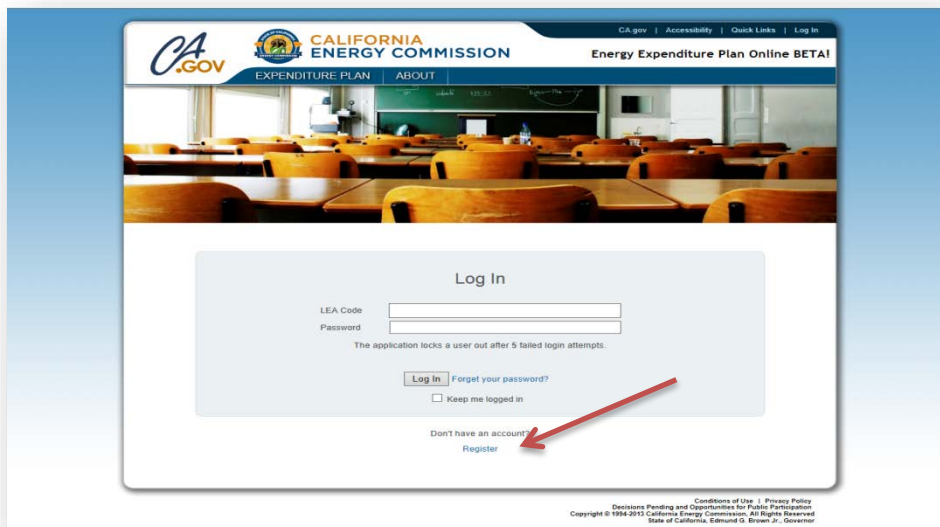 CA.gov | Accessibility | Quick Links | Log In
CA.GOV
CALIFORNIA
ENERGY COMMISSION
Energy Expenditure Plan Online BETA!
EXPENDITURE PLAN | ABOUT
Log In
LEA Code
Password
The application locks a user out after 5 failed login attempts.
Log In Forget your password?
Keep me logged in
Don't have an account?
Register
Conditions of Use | Privacy Policy
Decisions Pending and Opportunities for Public Participation
Copyright © 1994-2013 California Energy Commission. All Rights Reserved
State of California, Edmund G. Brown Jr., Governor